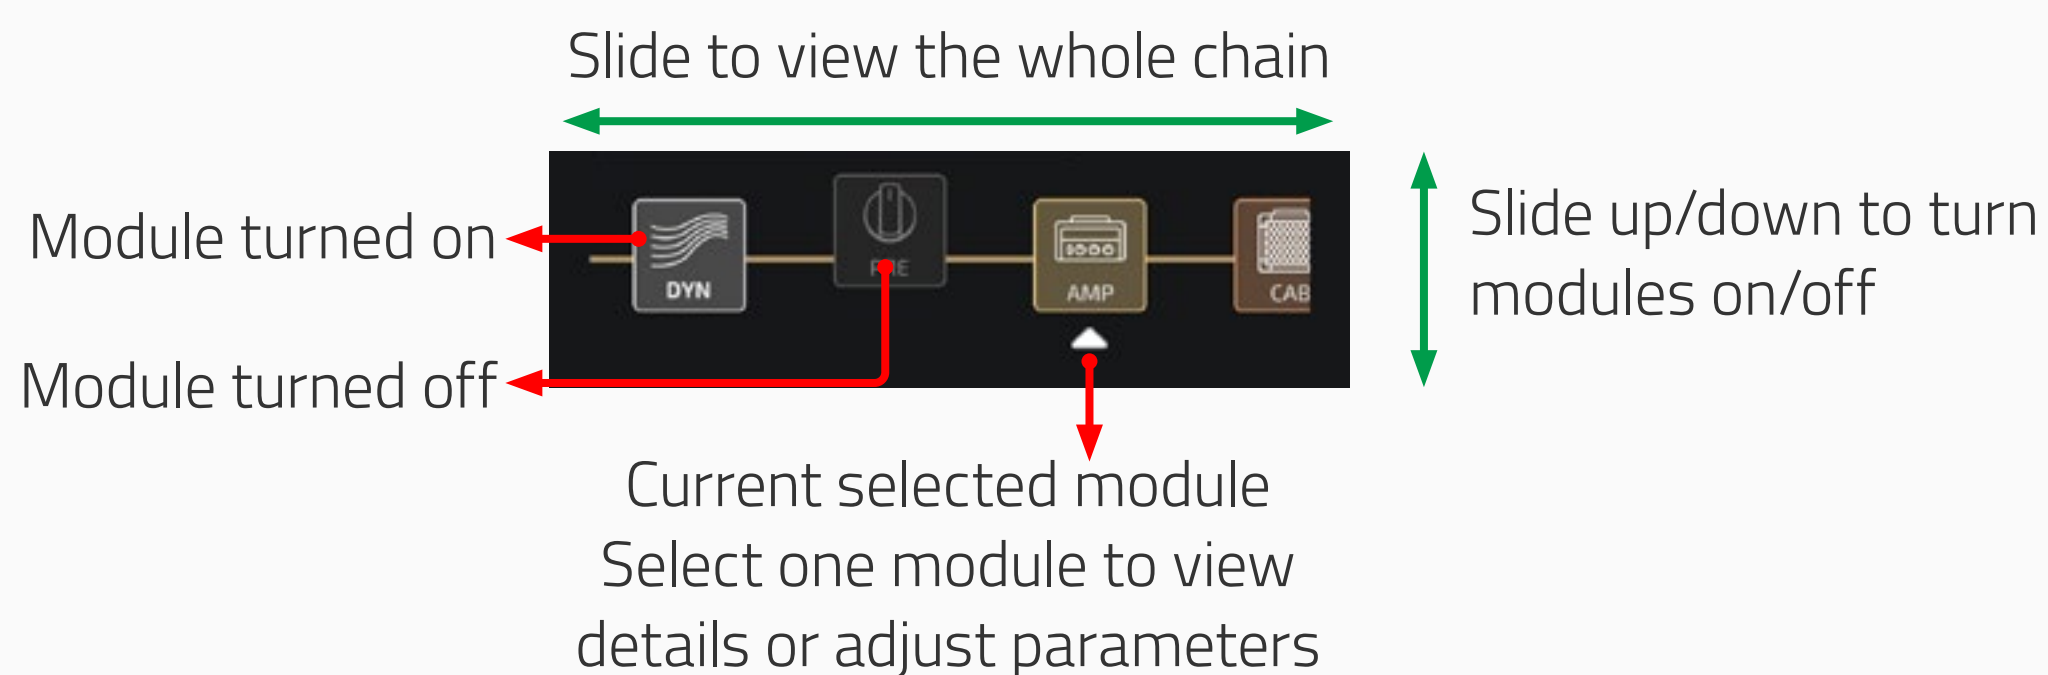 Slide to view the whole chain
Module turned on
DYN
PRE
AMP
CAB
Slide up/down to turn
modules on/off
Module turned off
Current selected module
Select one module to view
details or adjust parameters